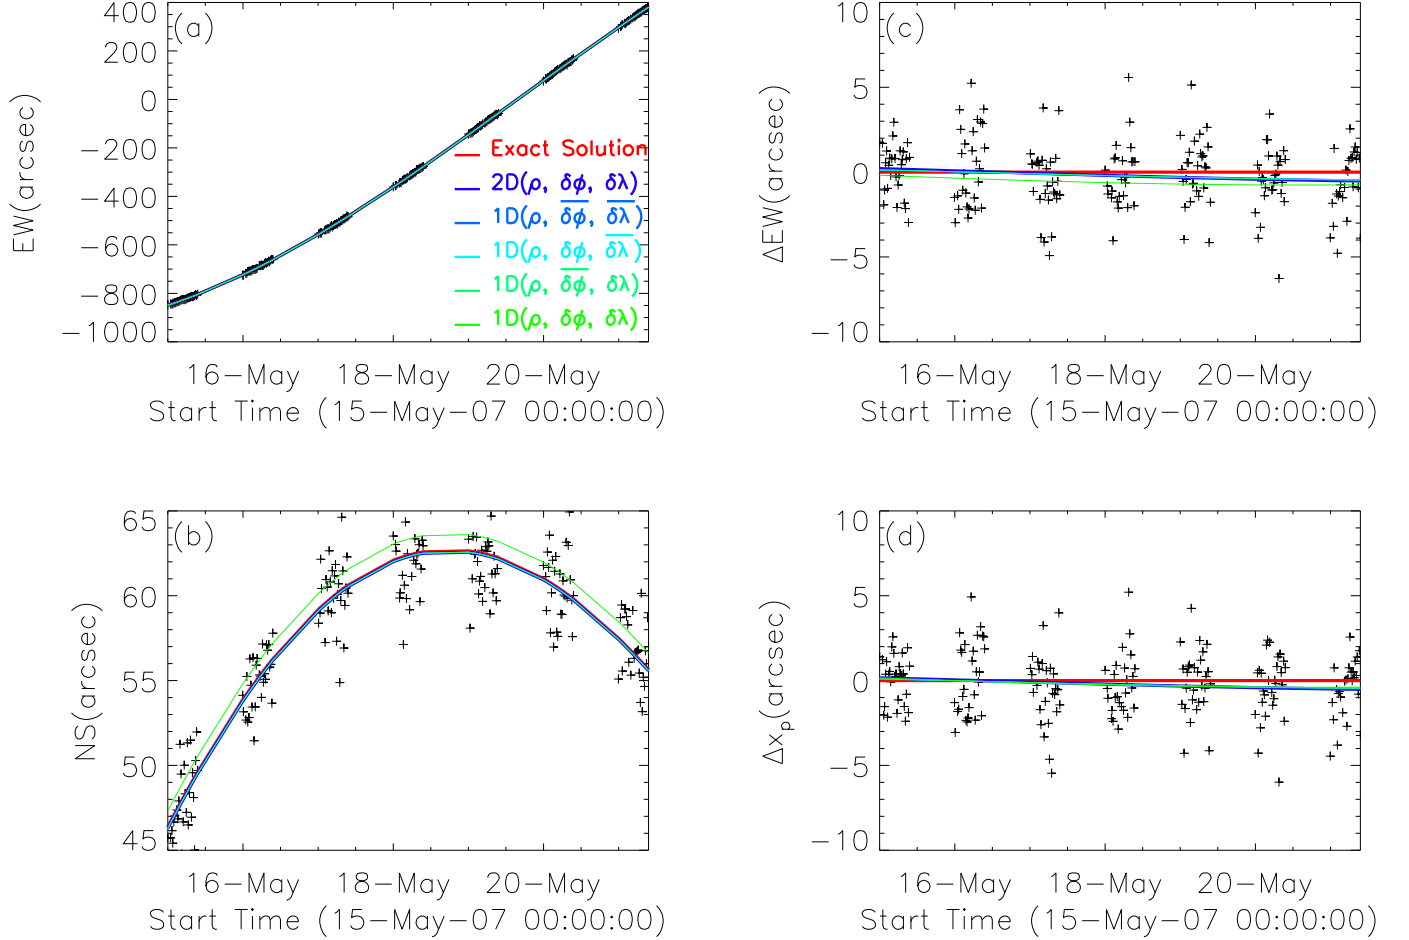 (a)
EW(arcsec)
400
200
0
−200
−400
−600
−800
−1000
Exact Solution
2D(ρ, δϕ, δλ)
1D(ρ, δϕ̅, δλ̅)
1D(ρ, δϕ, δλ̅)
1D(ρ, δϕ̅, δλ)
1D(ρ, δϕ, δλ)
16−May 18−May 20−May
Start Time (15−May−07 00:00:00)
(c)
ΔEW(arcsec)
10
5
0
−5
−10
16−May 18−May 20−May
Start Time (15−May−07 00:00:00)
(b)
NS(arcsec)
65
60
55
50
45
16−May 18−May 20−May
Start Time (15−May−07 00:00:00)
(d)
Δxₚ(arcsec)
10
5
0
−5
−10
16−May 18−May 20−May
Start Time (15−May−07 00:00:00)